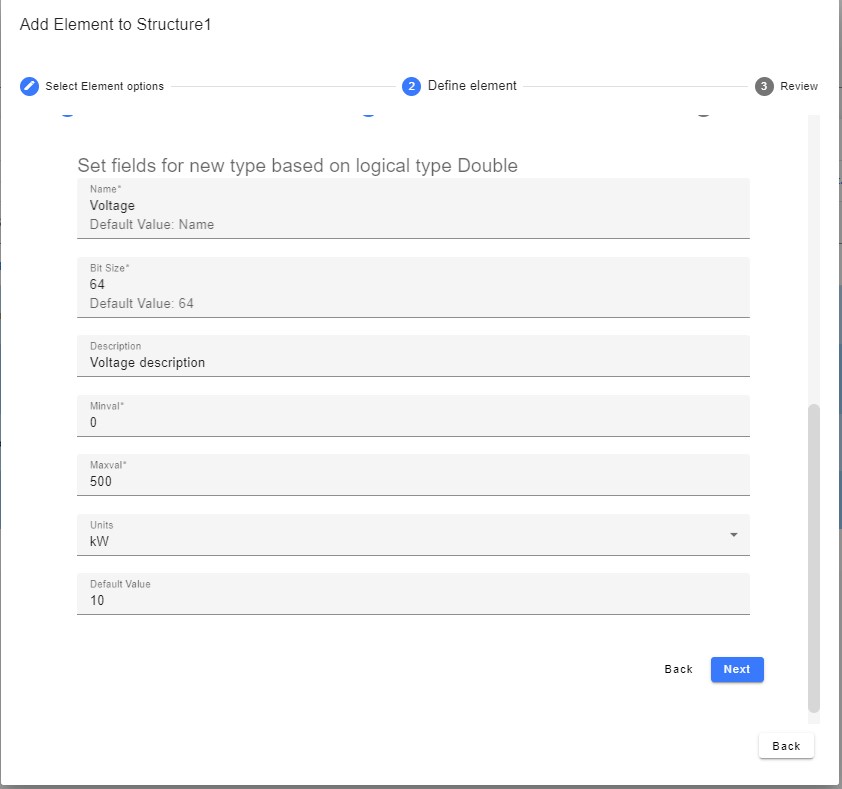 Add Element to Structure1
Select Element options
2
Define element
3
Review
Set fields for new type based on logical type Double
Name*
Voltage
Default Value: Name
Bit Size*
64
Default Value: 64
Description
Voltage description
Minval*
0
Maxval*
500
Units
kW
Default Value
10
Back
Next
Back